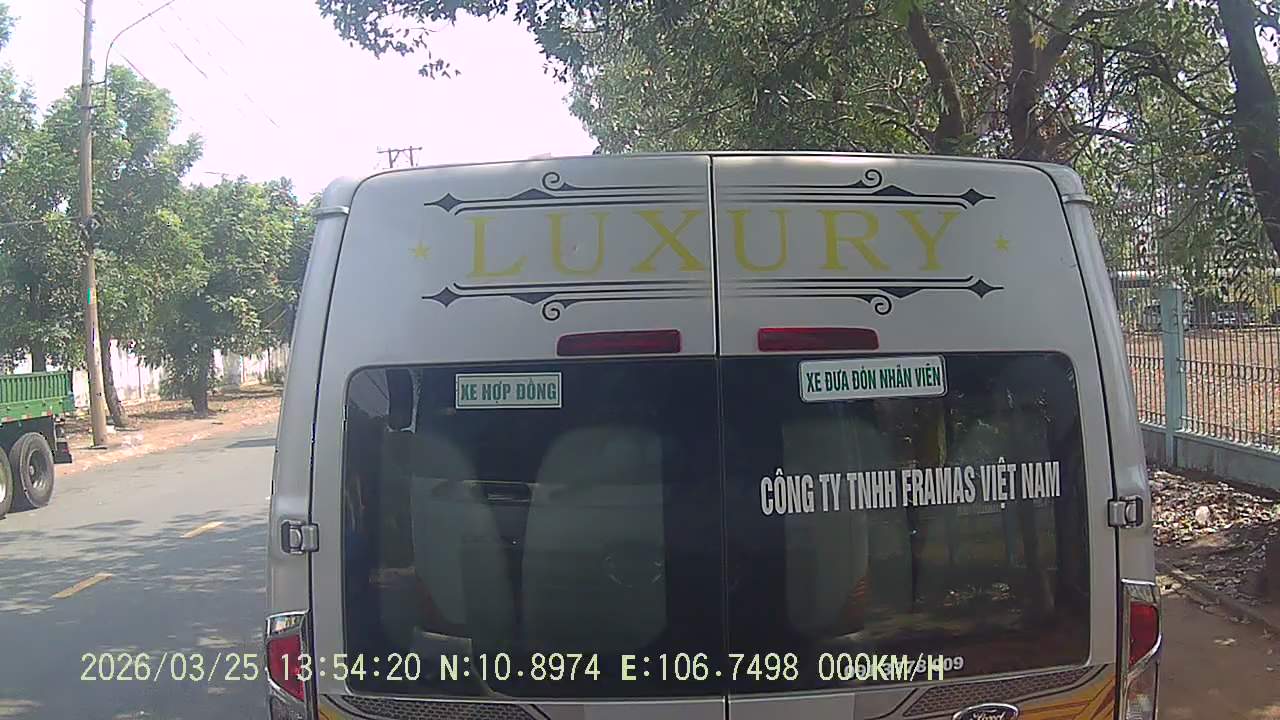 LUXURY
XE HỢP ĐỒNG
XE ĐƯA ĐÓN NHÂN VIÊN
CÔNG TY TNHH FRAMAS VIỆT NAM
2026/03/25 13:54:20 N:10.8974 E:106.7498 000KM/H
Ford